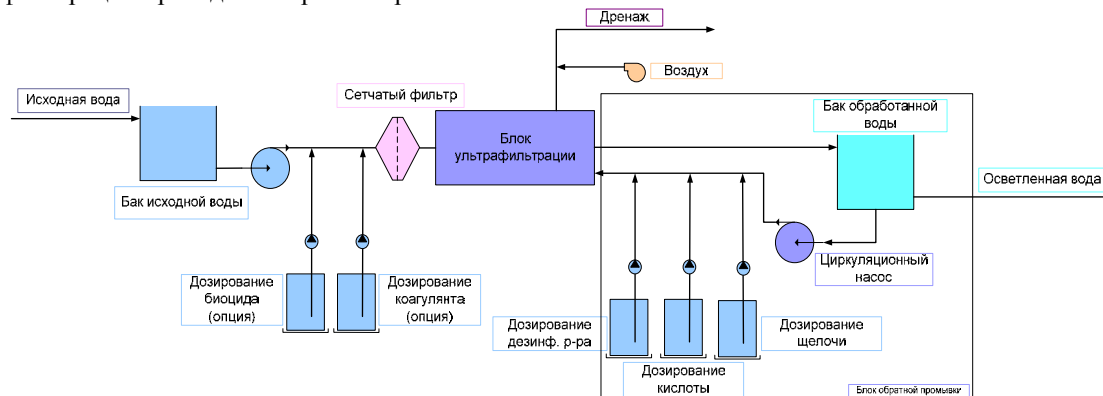 Дренаж
Воздух
Исходная вода
Сетчатый фильтр
Бак обработанной
воды
Блок
ультрафильтрации
Осветленная вода
Бак исходной воды
Циркуляционный
насос
Дозирование
биоцида
(опция)
Дозирование
коагулянта
(опция)
Дозирование
дезинф. р-ра
Дозирование
щелочи
Дозирование
кислоты
Блок обратной промывки